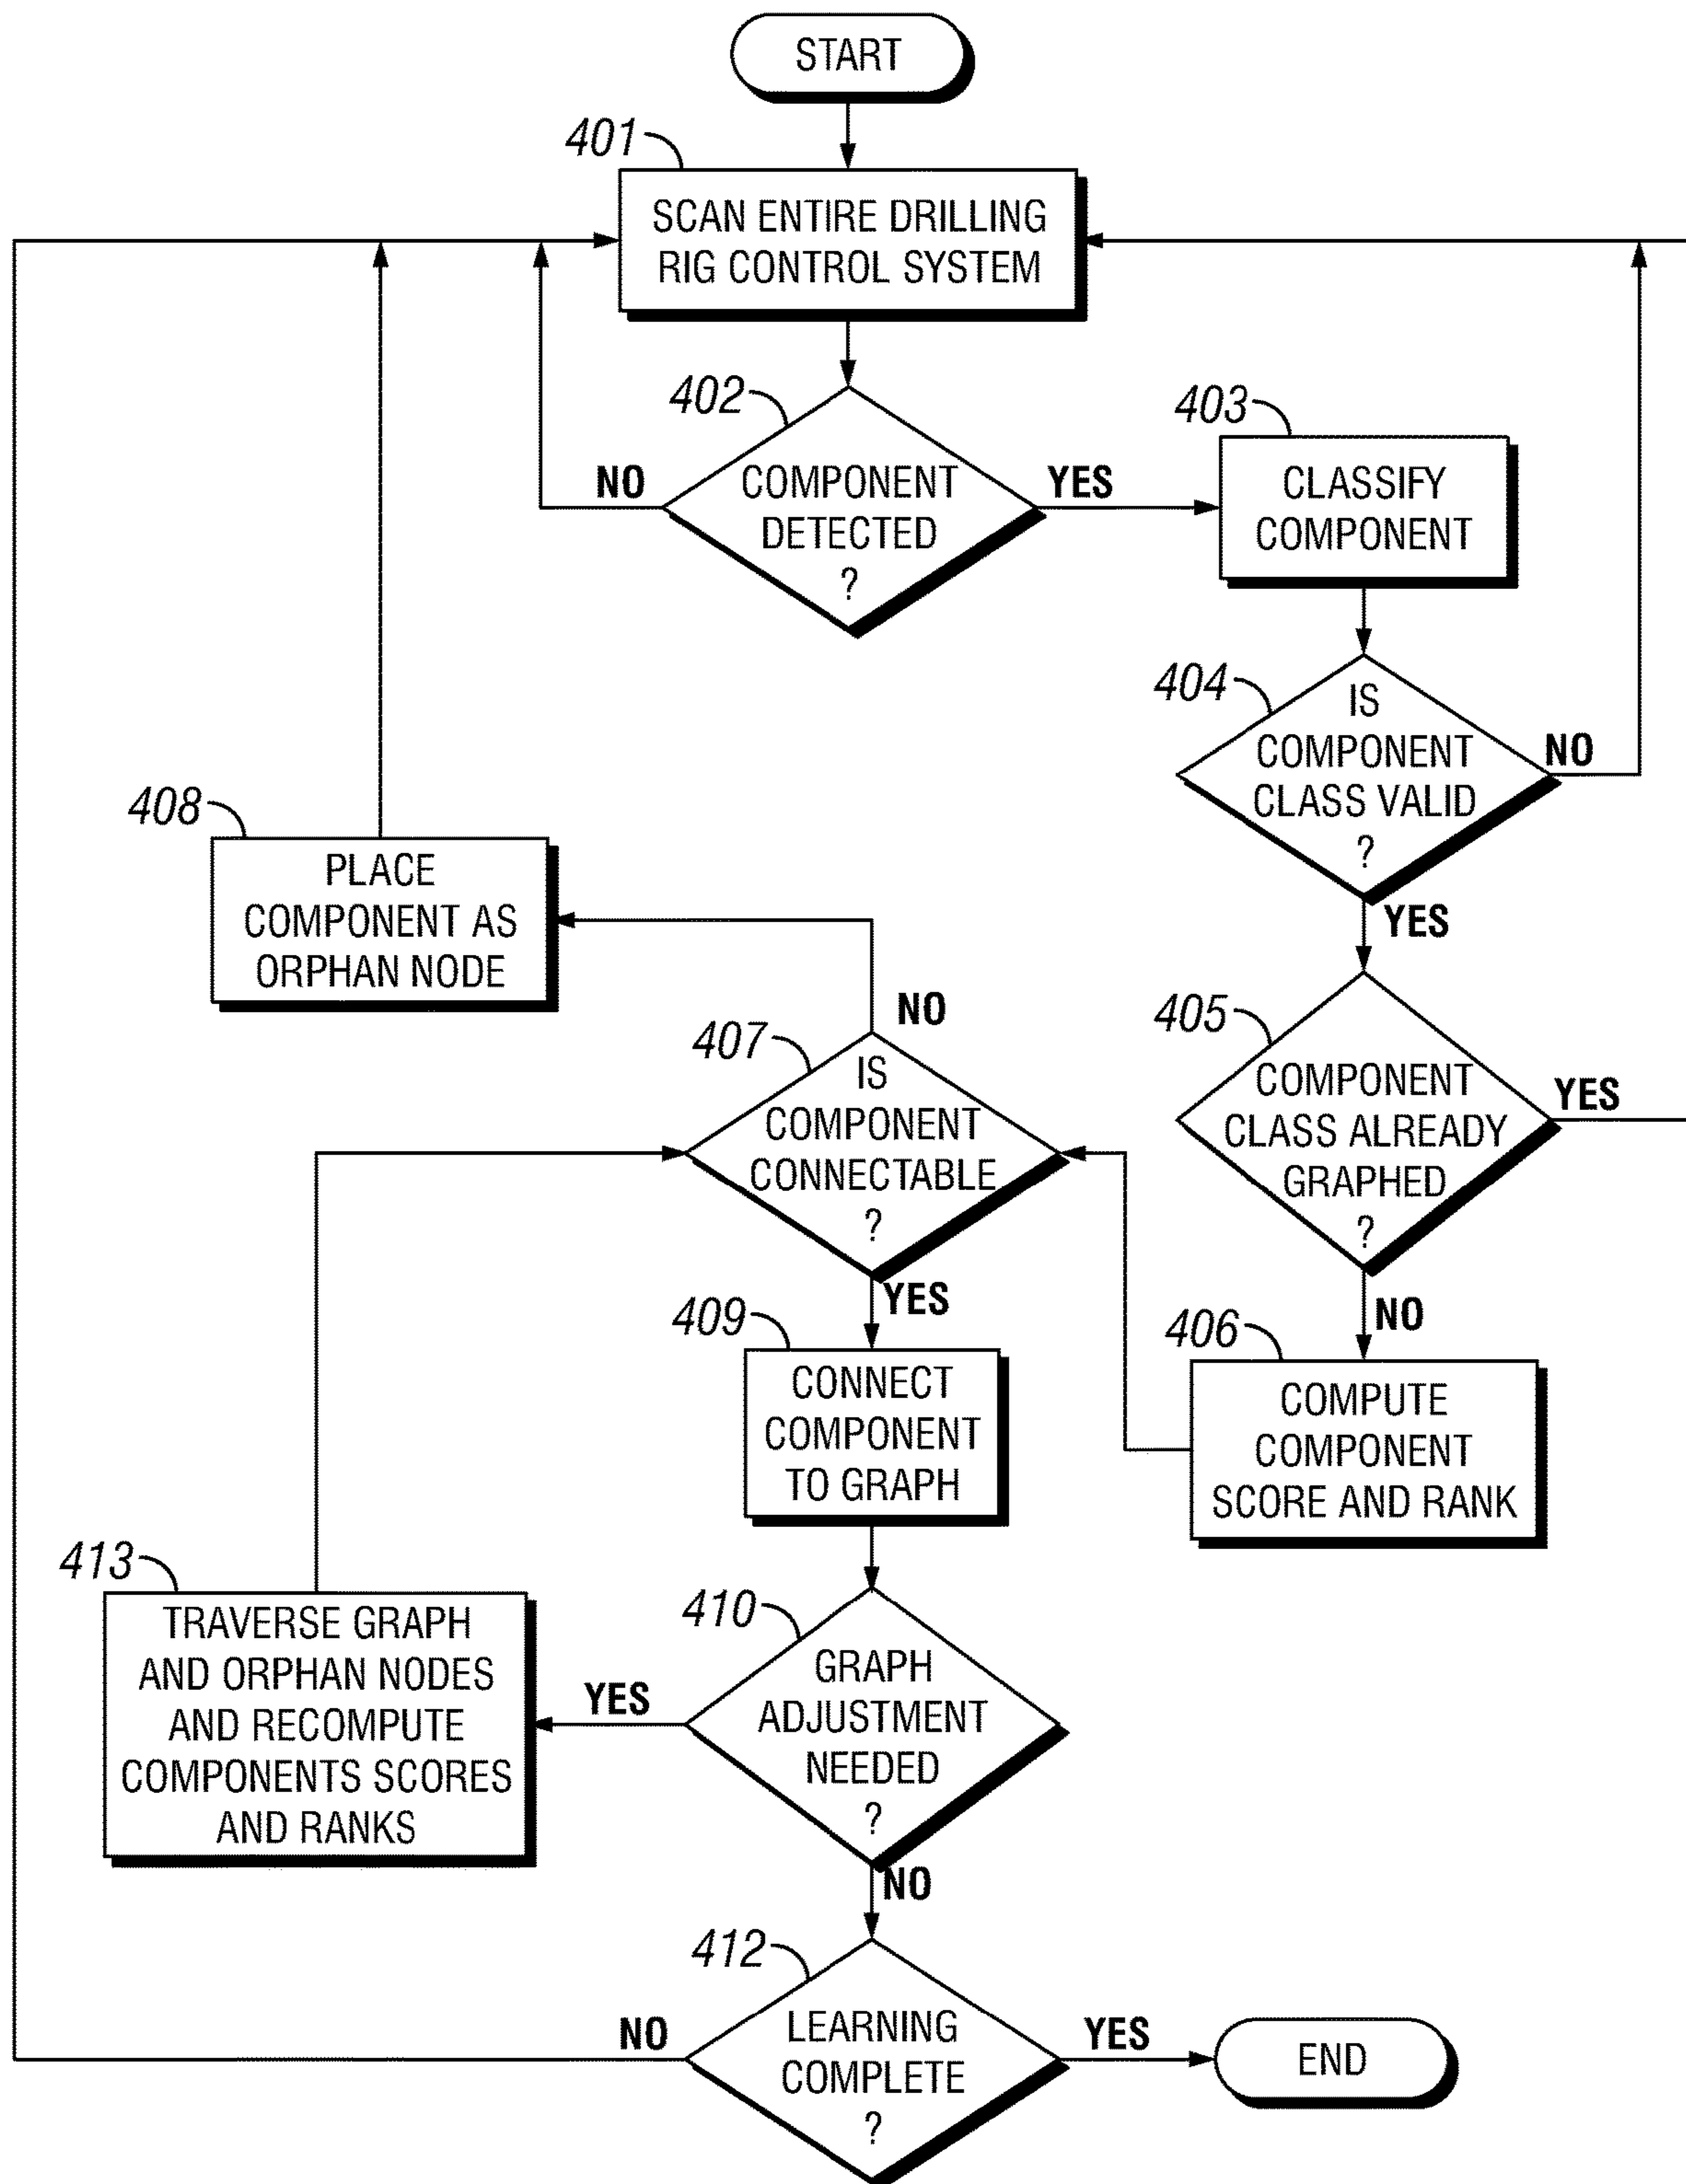 START
401
SCAN ENTIRE DRILLING
RIG CONTROL SYSTEM
402
COMPONENT
DETECTED
?
NO
YES
403
CLASSIFY
COMPONENT
404
IS
COMPONENT
CLASS VALID
?
NO
YES
405
COMPONENT
CLASS ALREADY
GRAPHED
?
YES
NO
406
COMPUTE
COMPONENT
SCORE AND RANK
407
IS
COMPONENT
CONNECTABLE
?
NO
408
PLACE
COMPONENT AS
ORPHAN NODE
YES
409
CONNECT
COMPONENT
TO GRAPH
410
GRAPH
ADJUSTMENT
NEEDED
?
YES
413
TRAVERSE GRAPH
AND ORPHAN NODES
AND RECOMPUTE
COMPONENTS SCORES
AND RANKS
NO
412
LEARNING
COMPLETE
?
NO
YES
END